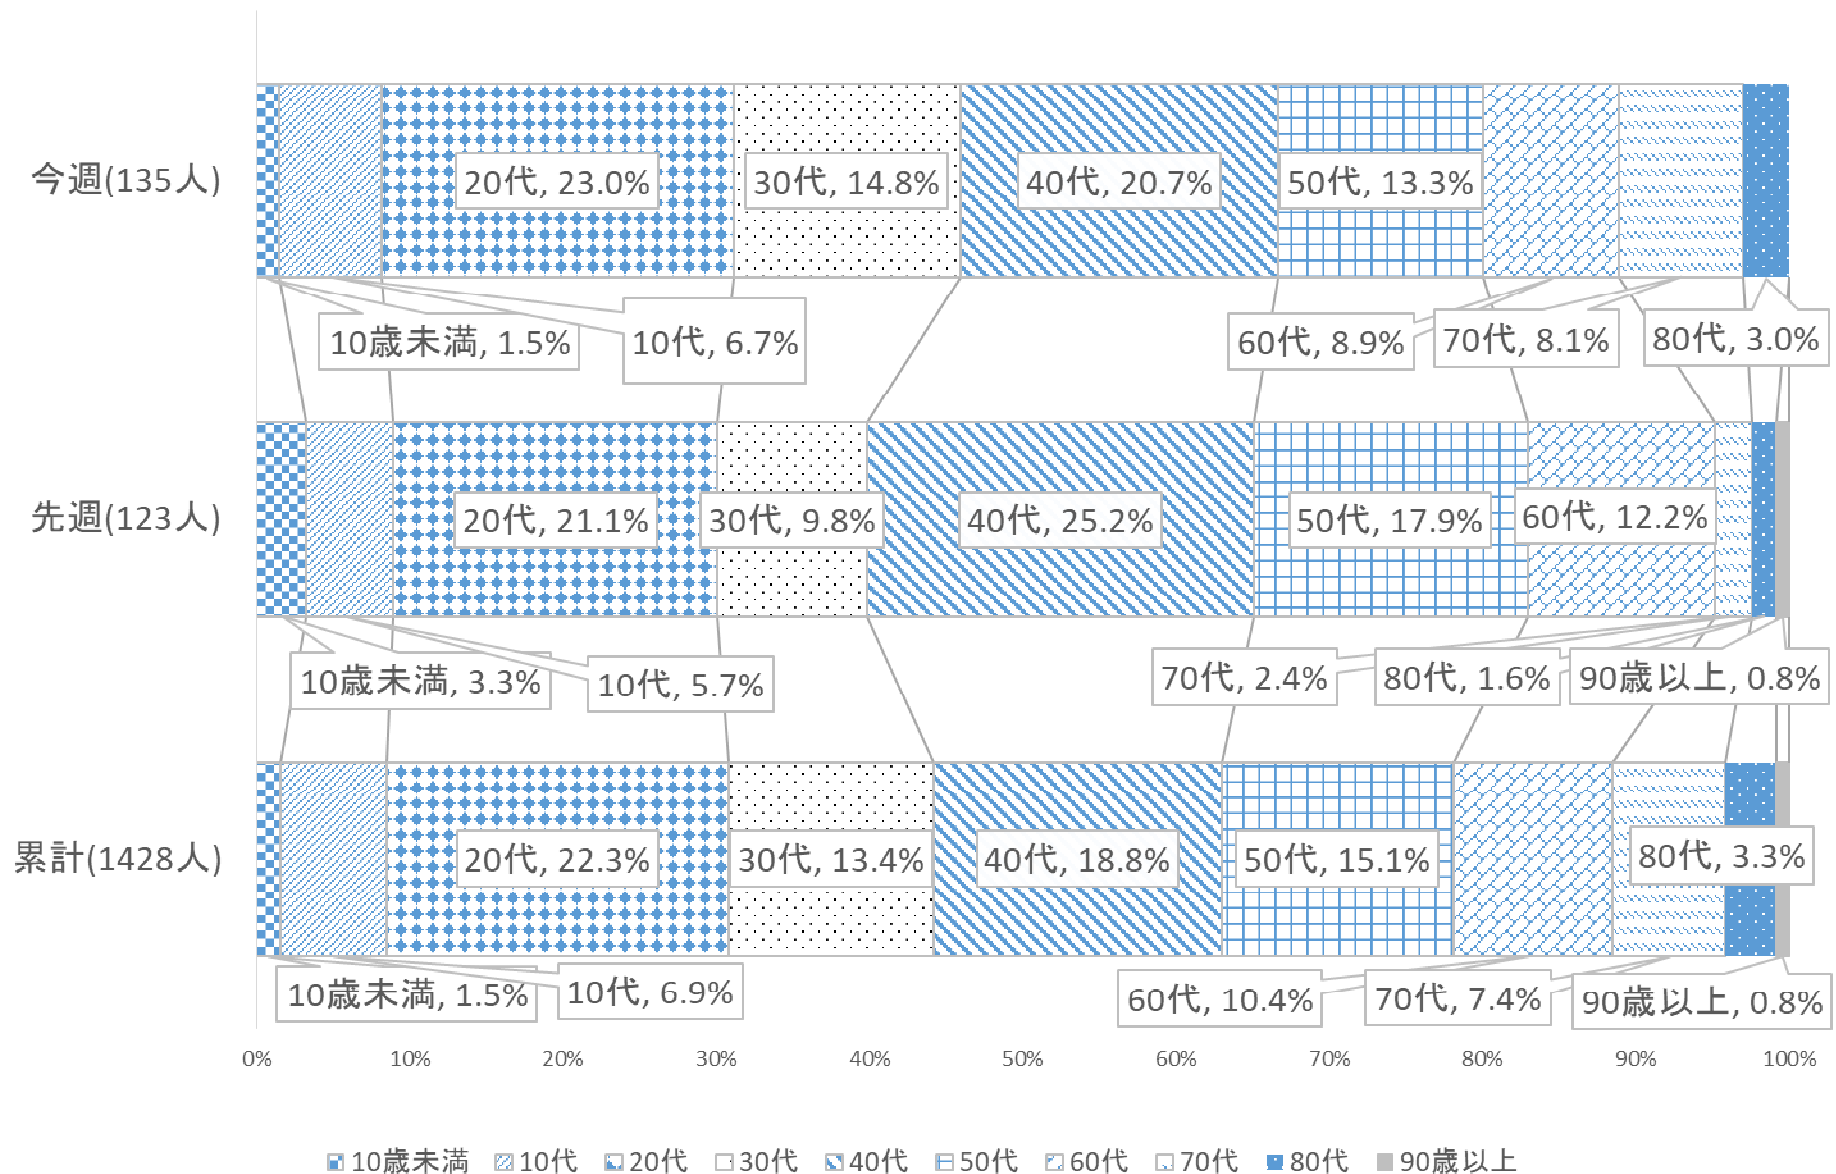 今週(135人)
20代, 23.0%
30代, 14.8%
40代, 20.7%
50代, 13.3%
10歳未満, 1.5%
10代, 6.7%
60代, 8.9%
70代, 8.1%
80代, 3.0%
先週(123人)
20代, 21.1%
30代, 9.8%
40代, 25.2%
50代, 17.9%
60代, 12.2%
10歳未満, 3.3%
10代, 5.7%
70代, 2.4%
80代, 1.6%
90歳以上, 0.8%
累計(1428人)
20代, 22.3%
30代, 13.4%
40代, 18.8%
50代, 15.1%
80代, 3.3%
10歳未満, 1.5%
10代, 6.9%
60代, 10.4%
70代, 7.4%
90歳以上, 0.8%
0% 10% 20% 30% 40% 50% 60% 70% 80% 90% 100%
10歳未満 10代 20代 30代 40代 50代 60代 70代 80代 90歳以上